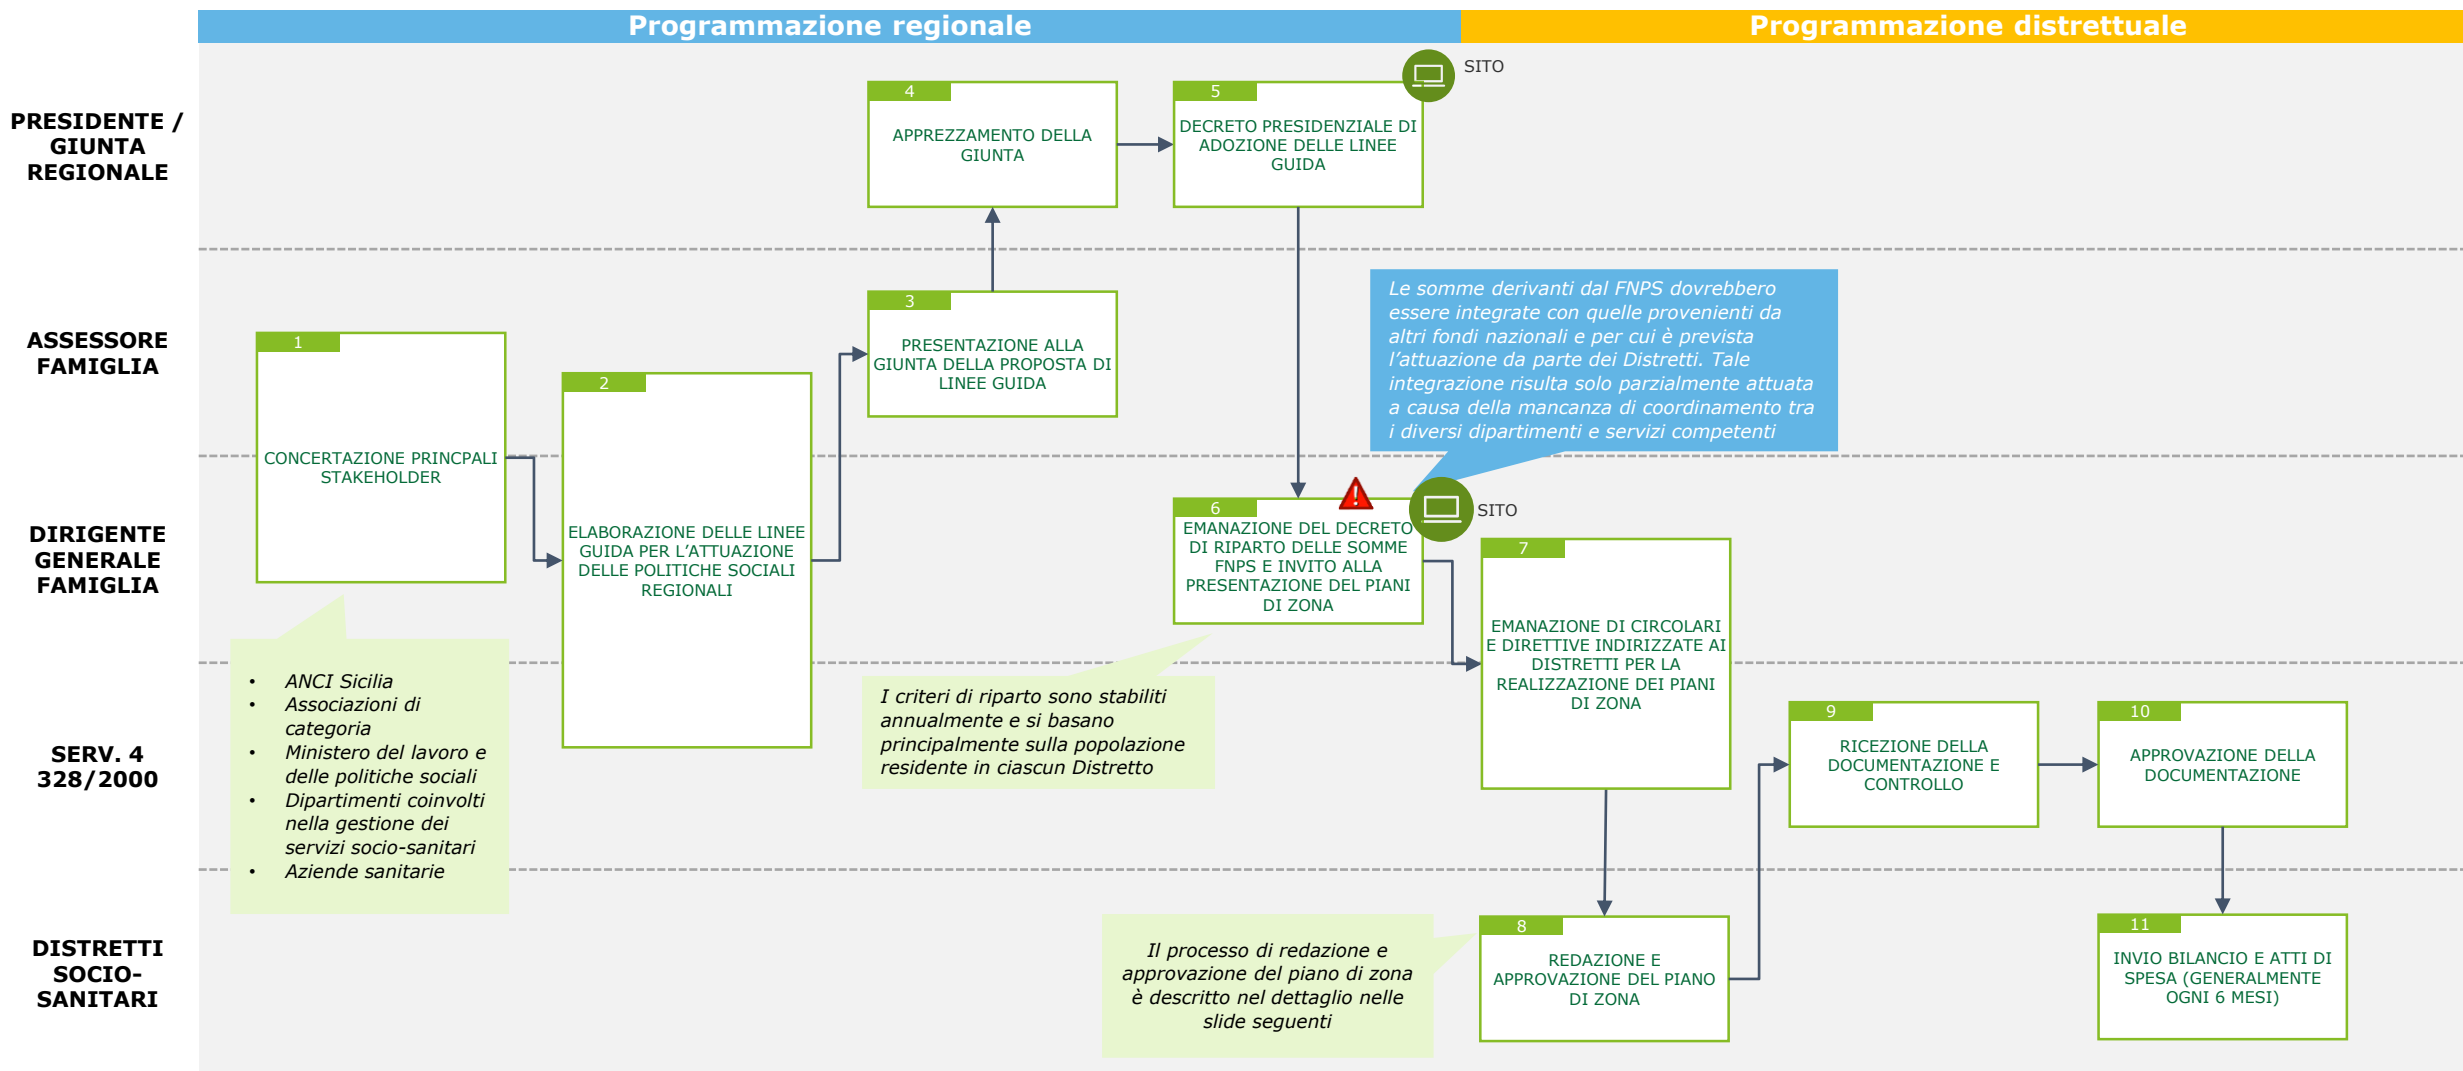 Programmazione regionale
Programmazione distrettuale
PRESIDENTE /
GIUNTA
REGIONALE
4
APPREZZAMENTO DELLA
GIUNTA
5
DECRETO PRESIDENZIALE DI
ADOZIONE DELLE LINEE
GUIDA
SITO
ASSESSORE
FAMIGLIA
1
CONCERTAZIONE PRINCPALI
STAKEHOLDER
2
ELABORAZIONE DELLE LINEE
GUIDA PER L’ATTUAZIONE
DELLE POLITICHE SOCIALI
REGIONALI
3
PRESENTAZIONE ALLA
GIUNTA DELLA PROPOSTA DI
LINEE GUIDA
Le somme derivanti dal FNPS dovrebbero
essere integrate con quelle provenienti da
altri fondi nazionali e per cui è prevista
l’attuazione da parte dei Distretti. Tale
integrazione risulta solo parzialmente attuata
a causa della mancanza di coordinamento tra
i diversi dipartimenti e servizi competenti
DIRIGENTE
GENERALE
FAMIGLIA
6
EMANAZIONE DEL DECRETO
DI RIPARTO DELLE SOMME
FNPS E INVITO ALLA
PRESENTAZIONE DEL PIANI
DI ZONA
SITO
7
EMANAZIONE DI CIRCOLARI
E DIRETTIVE INDIRIZZATE AI
DISTRETTI PER LA
REALIZZAZIONE DEI PIANI
DI ZONA
• ANCI Sicilia
• Associazioni di
categoria
• Ministero del lavoro e
delle politiche sociali
• Dipartimenti coinvolti
nella gestione dei
servizi socio-sanitari
• Aziende sanitarie
I criteri di riparto sono stabiliti
annualmente e si basano
principalmente sulla popolazione
residente in ciascun Distretto
SERV. 4
328/2000
9
RICEZIONE DELLA
DOCUMENTAZIONE E
CONTROLLO
10
APPROVAZIONE DELLA
DOCUMENTAZIONE
DISTRETTI
SOCIO-
SANITARI
Il processo di redazione e
approvazione del piano di zona
è descritto nel dettaglio nelle
slide seguenti
8
REDAZIONE E
APPROVAZIONE DEL PIANO
DI ZONA
11
INVIO BILANCIO E ATTI DI
SPESA (GENERALMENTE
OGNI 6 MESI)